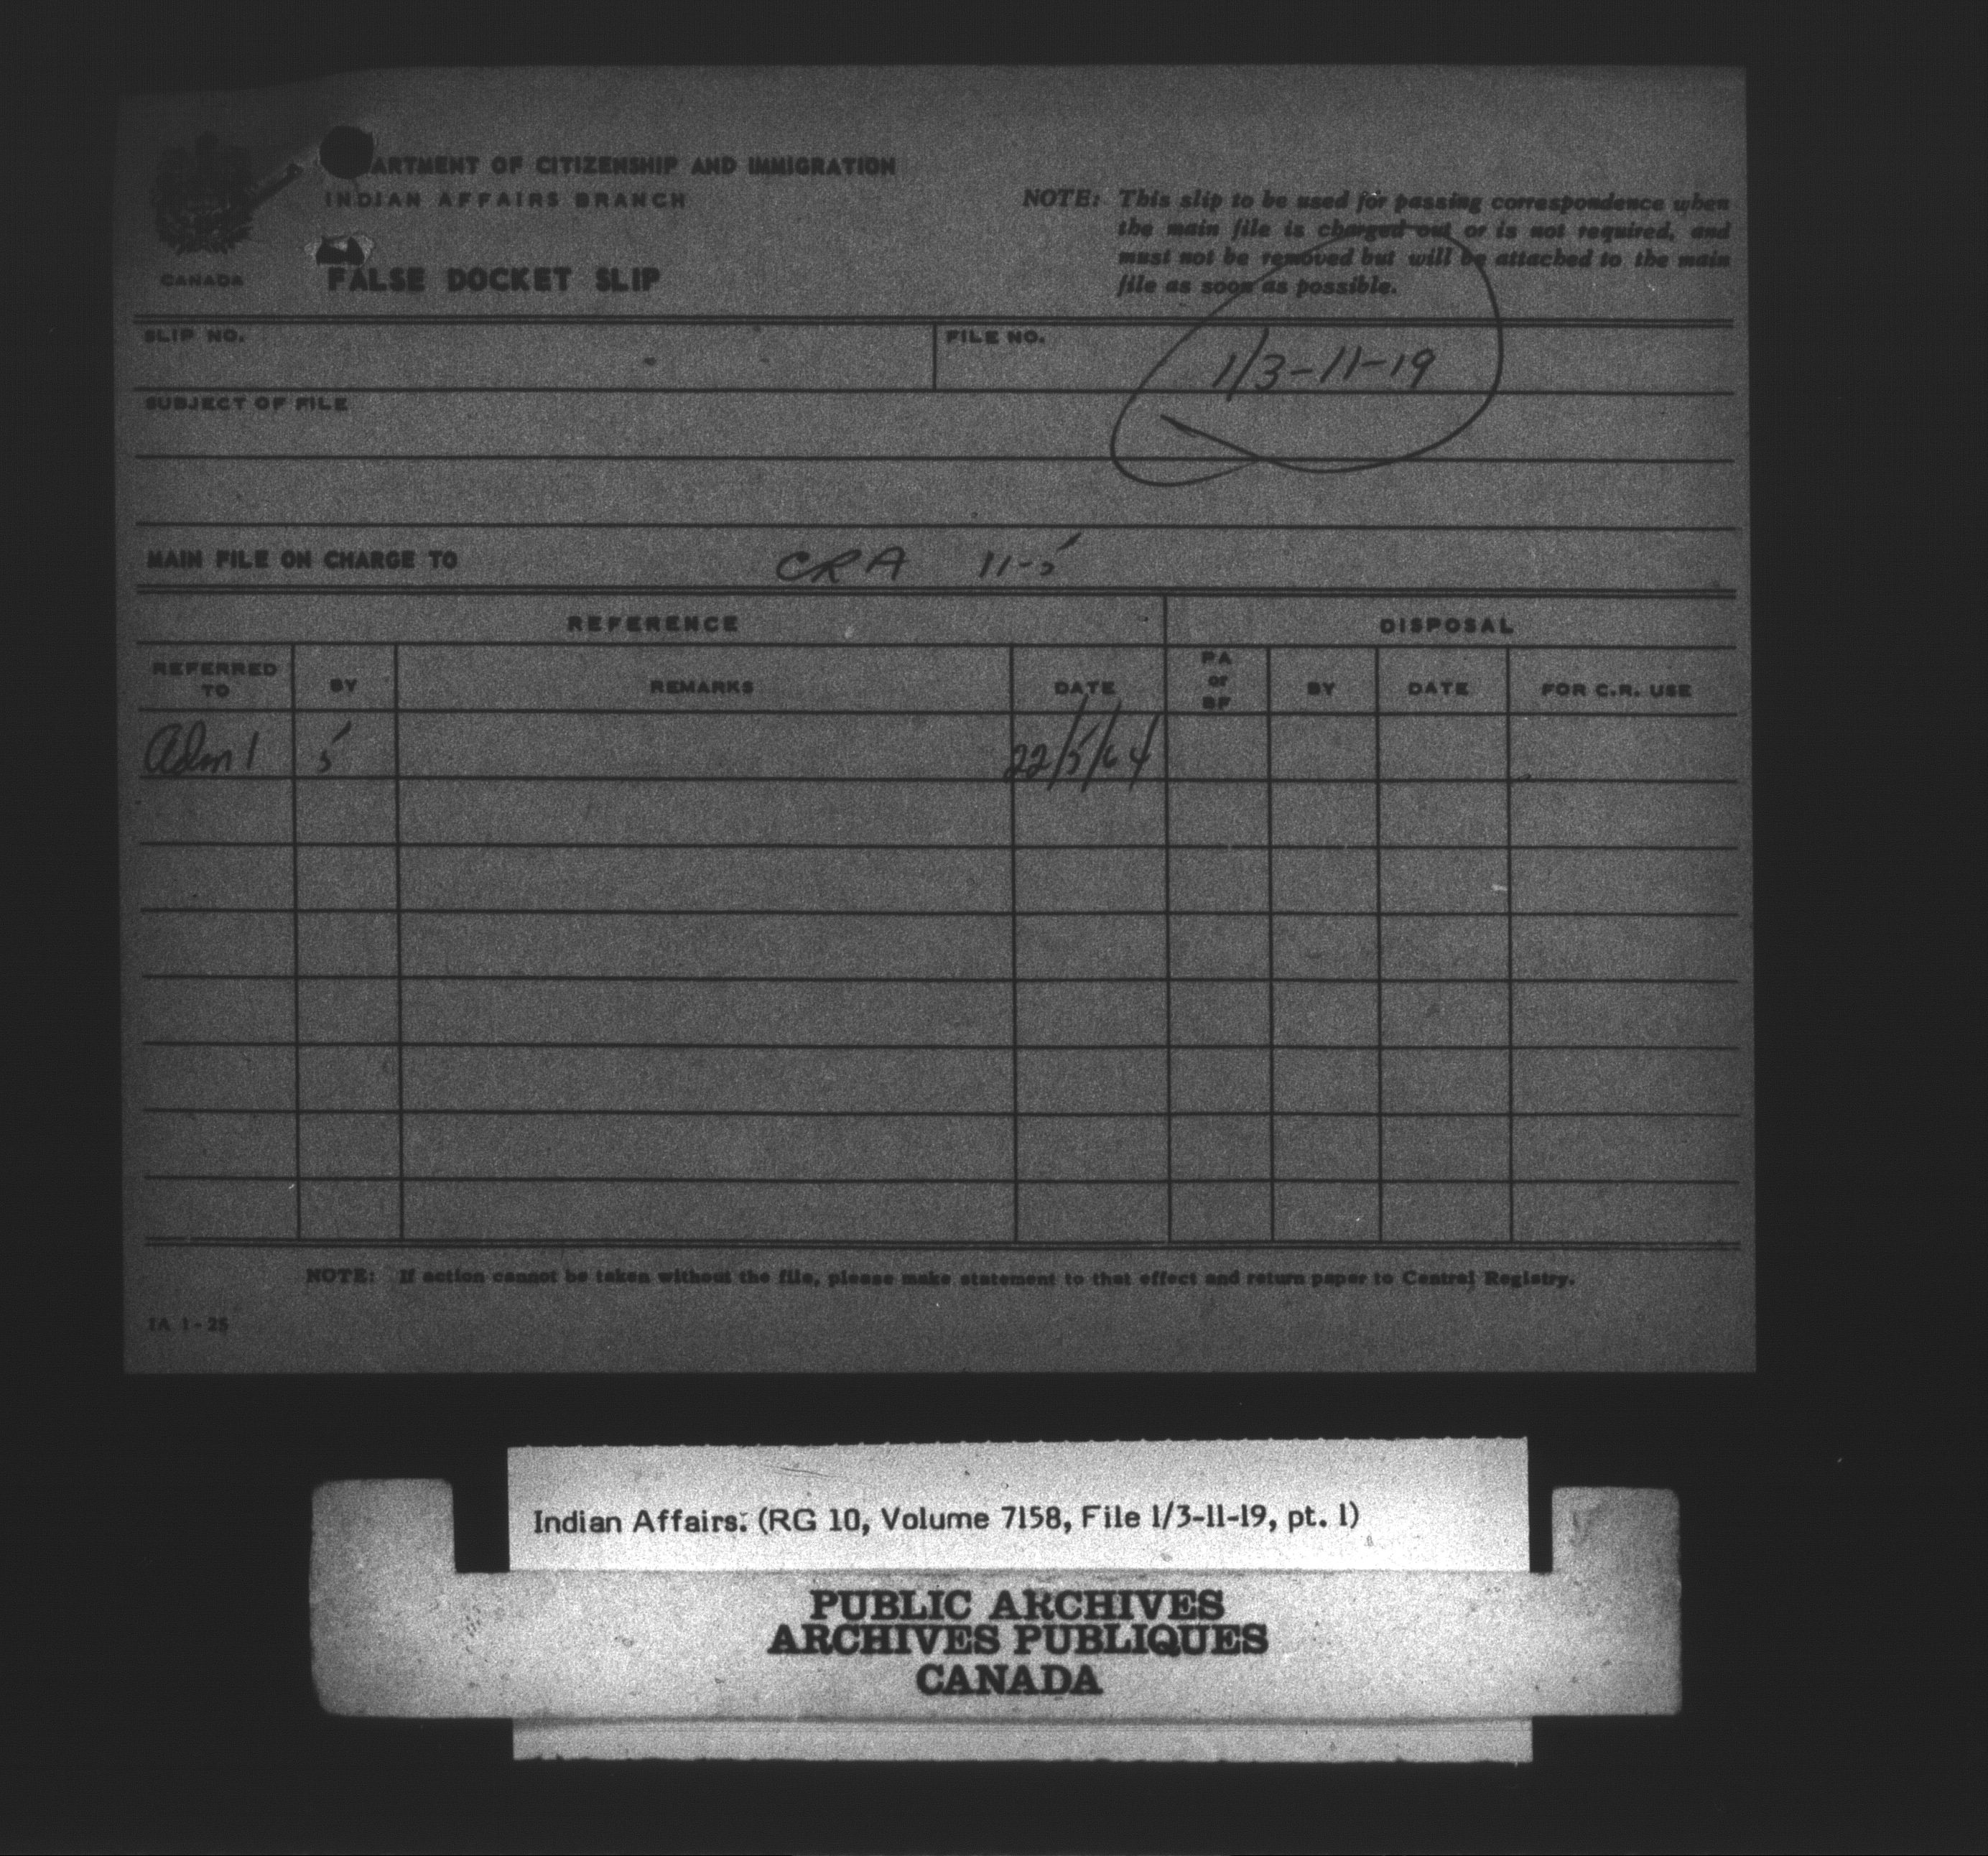 ARTMENT OF CITIZENSHIP AND IMMIGRATION
INDIAN AFFAIRS BRANCH
CANADA
FALSE DOCKET SLIP
NOTE: This slip to be used for passing correspondence when
the main file is charged out or is not required, and
must not be removed but will be attached to the main
file as soon as possible.
SLIP NO.
FILE NO. 1/3-11-19
SUBJECT OF FILE
MAIN FILE ON CHARGE TO CRA 11-5
REFERENCE DISPOSAL
REFERRED TO BY REMARKS DATE PA or BF BY DATE FOR C.R. USE
Adm 1 5 22/5/64
NOTE: If action cannot be taken without the file, please make statement to that effect and return paper to Central Registry.
IA 1-25
Indian Affairs. (RG 10, Volume 7158, File 1/3-11-19, pt. 1)
PUBLIC ARCHIVES
ARCHIVES PUBLIQUES
CANADA